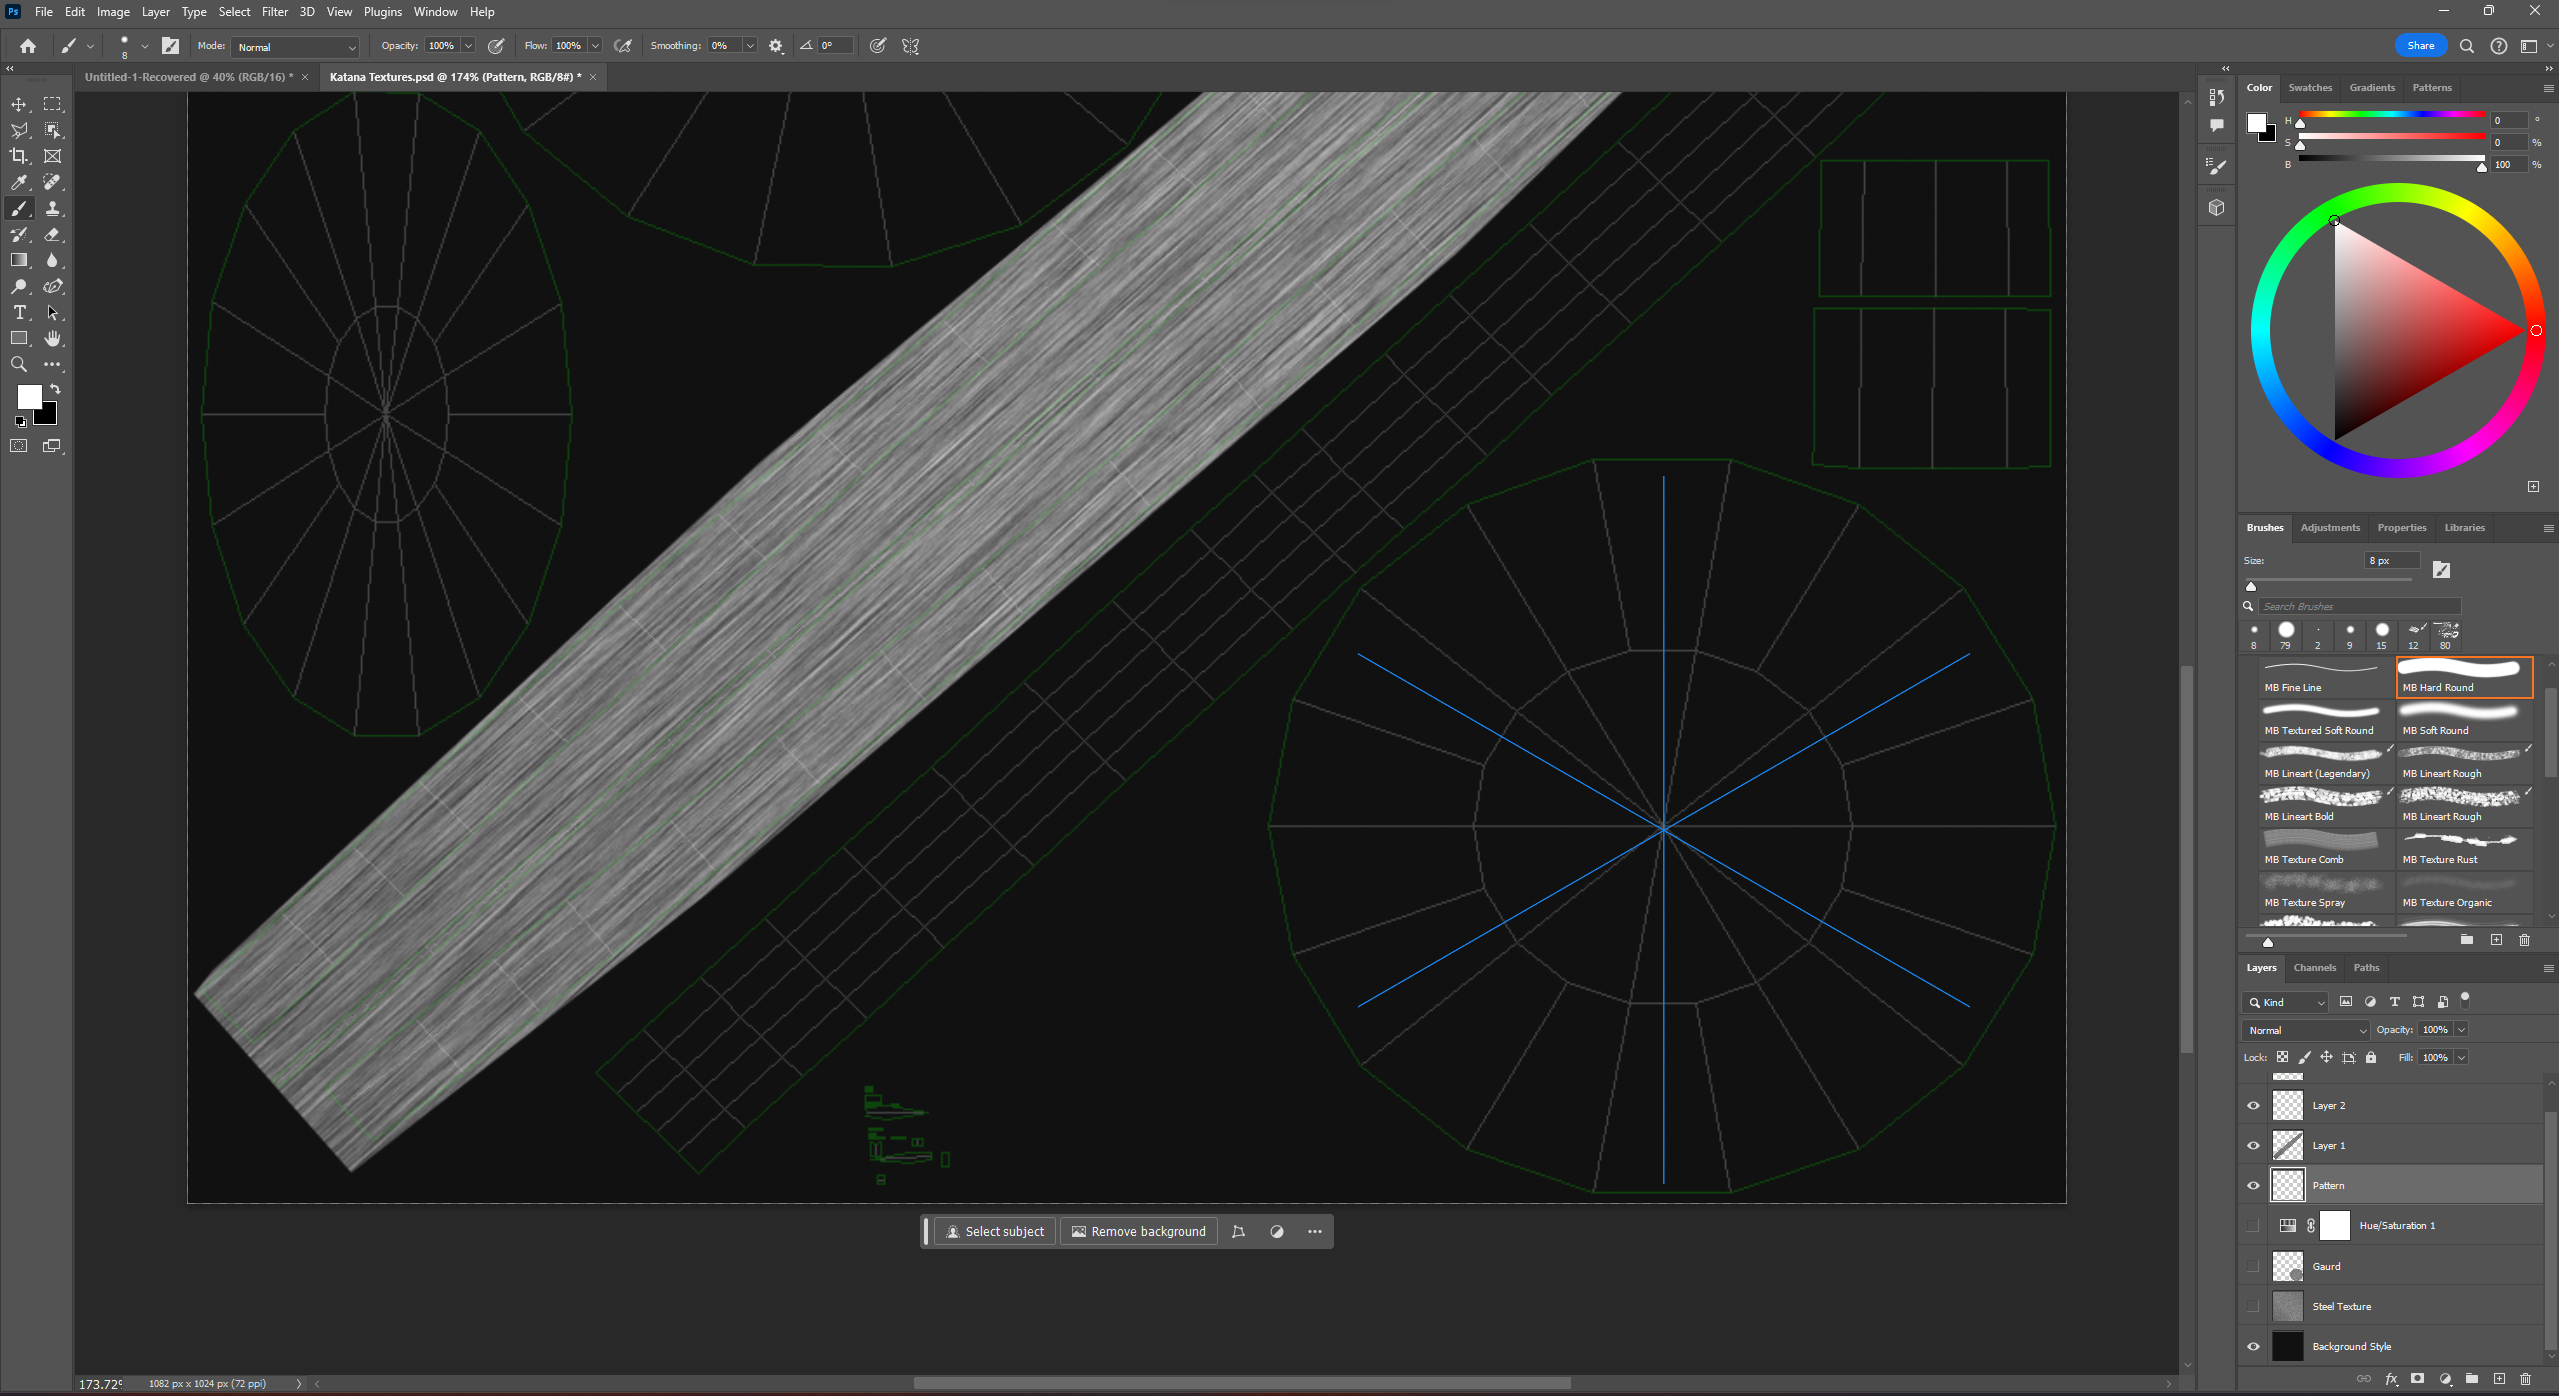 Ps File Edit Image Layer Type Select Filter 3D View Plugins Window Help
8 Mode: Normal Opacity: 100% Flow: 100% Smoothing: 0% 0° Share
Untitled-1-Recovered @ 40% (RGB/16) * × Katana Textures.psd @ 174% (Pattern, RGB/8#) * ×
Color Swatches Gradients Patterns
H 0 °
S 0 %
B 100 %
Brushes Adjustments Properties Libraries
Size: 8 px
Search Brushes
8 79 2 9 15 12 80
MB Fine Line MB Hard Round
MB Textured Soft Round MB Soft Round
MB Lineart (Legendary) MB Lineart Rough
MB Lineart Bold MB Lineart Rough
MB Texture Comb MB Texture Rust
MB Texture Spray MB Texture Organic
Layers Channels Paths
Kind
Normal Opacity: 100%
Lock: Fill: 100%
Layer 2
Layer 1
Pattern
Hue/Saturation 1
Gaurd
Steel Texture
Background Style
Select subject Remove background
173.72% 1082 px x 1024 px (72 ppi)